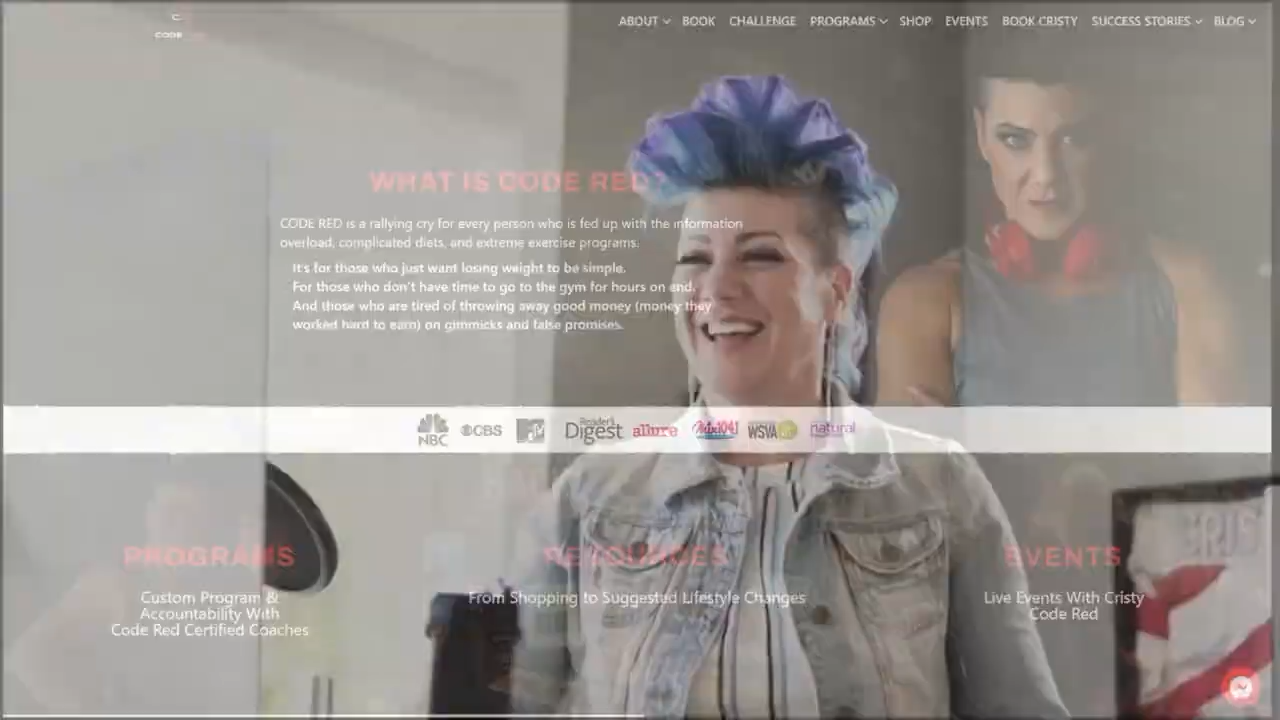 CODE
ABOUT BOOK CHALLENGE PROGRAMS SHOP EVENTS BOOK CRISTY SUCCESS STORIES BLOG
WHAT IS CODE RED?
CODE RED is a rallying cry for every person who is fed up with the information
overload, complicated diets, and extreme exercise programs.
It's for those who just want losing weight to be simple.
For those who don't have time to go to the gym for hours on end.
And those who are tired of throwing away good money (money they
worked hard to earn) on gimmicks and false promises.
NBC CBS MTV Reader's Digest allure Mix104.1 WSVA natural
PROGRAMS
Custom Program &
Accountability With
Code Red Certified Coaches
RESOURCES
From Shopping to Suggested Lifestyle Changes
EVENTS
Live Events With Cristy
Code Red